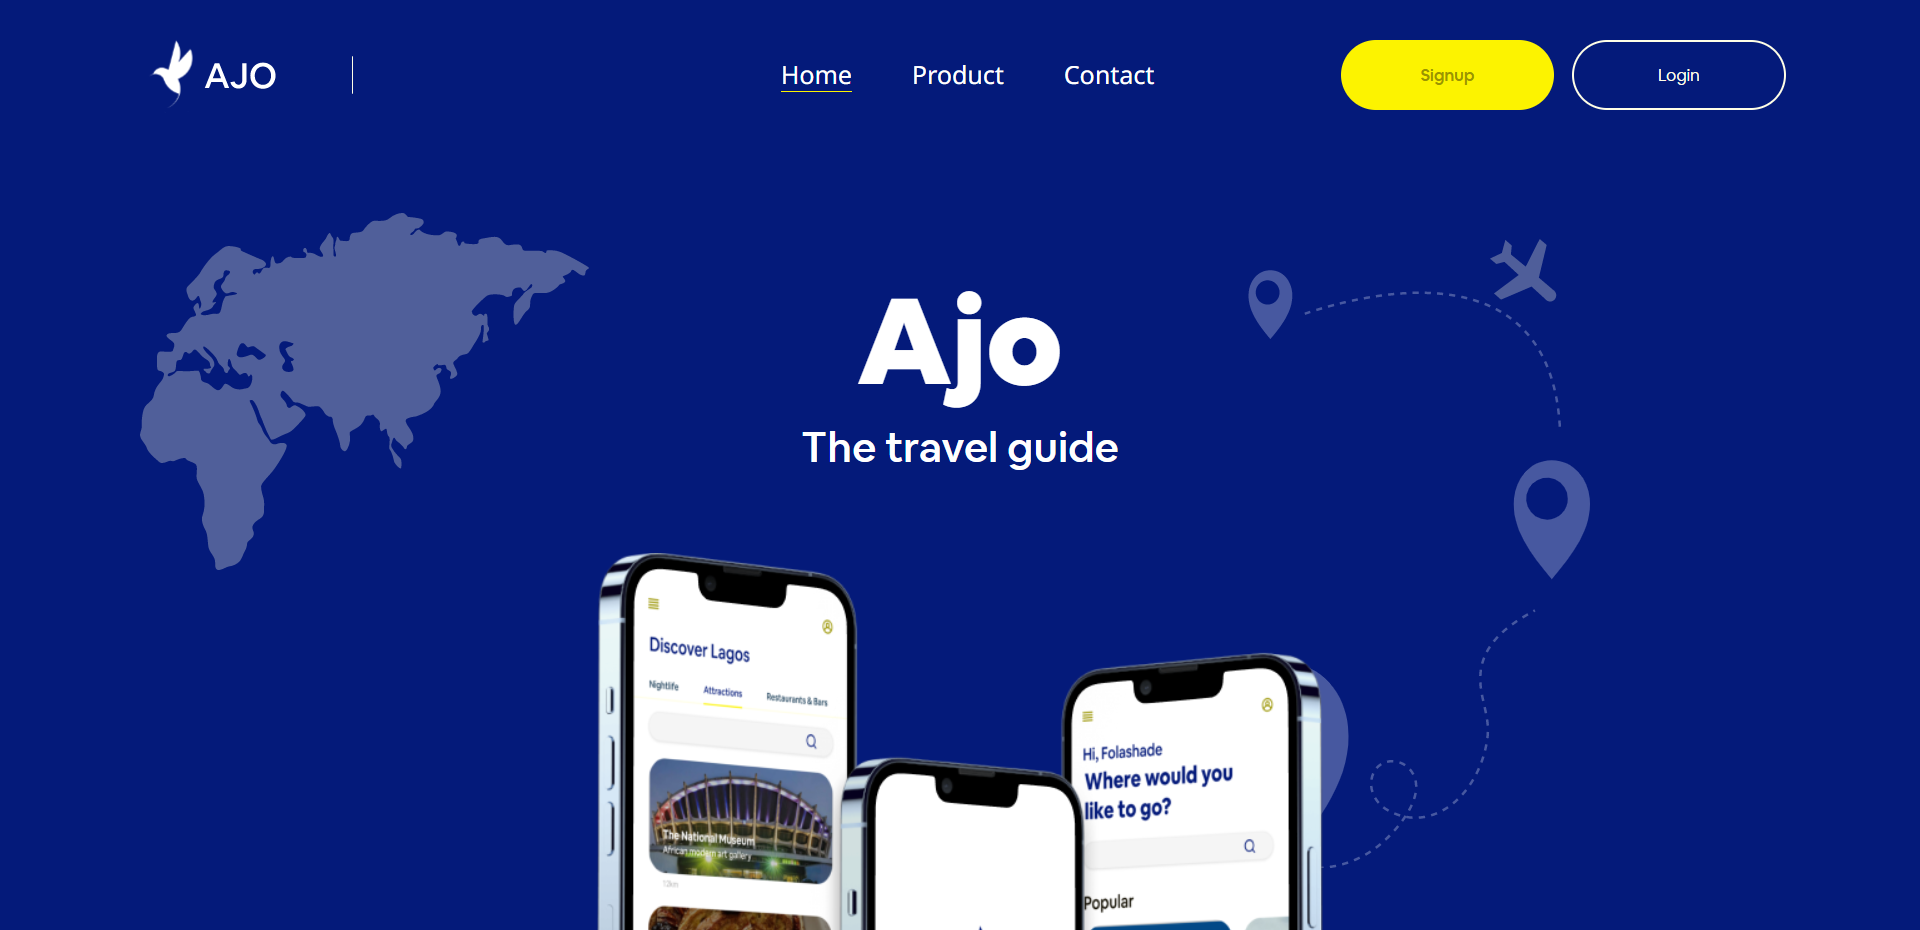 AJO
Home
Product
Contact
Signup
Login
Ajo
The travel guide
Discover Lagos
Nightlife
Attractions
Restaurants & Bars
The National Museum
African modern art gallery
12km
Hi, Folashade
Where would you
like to go?
Popular